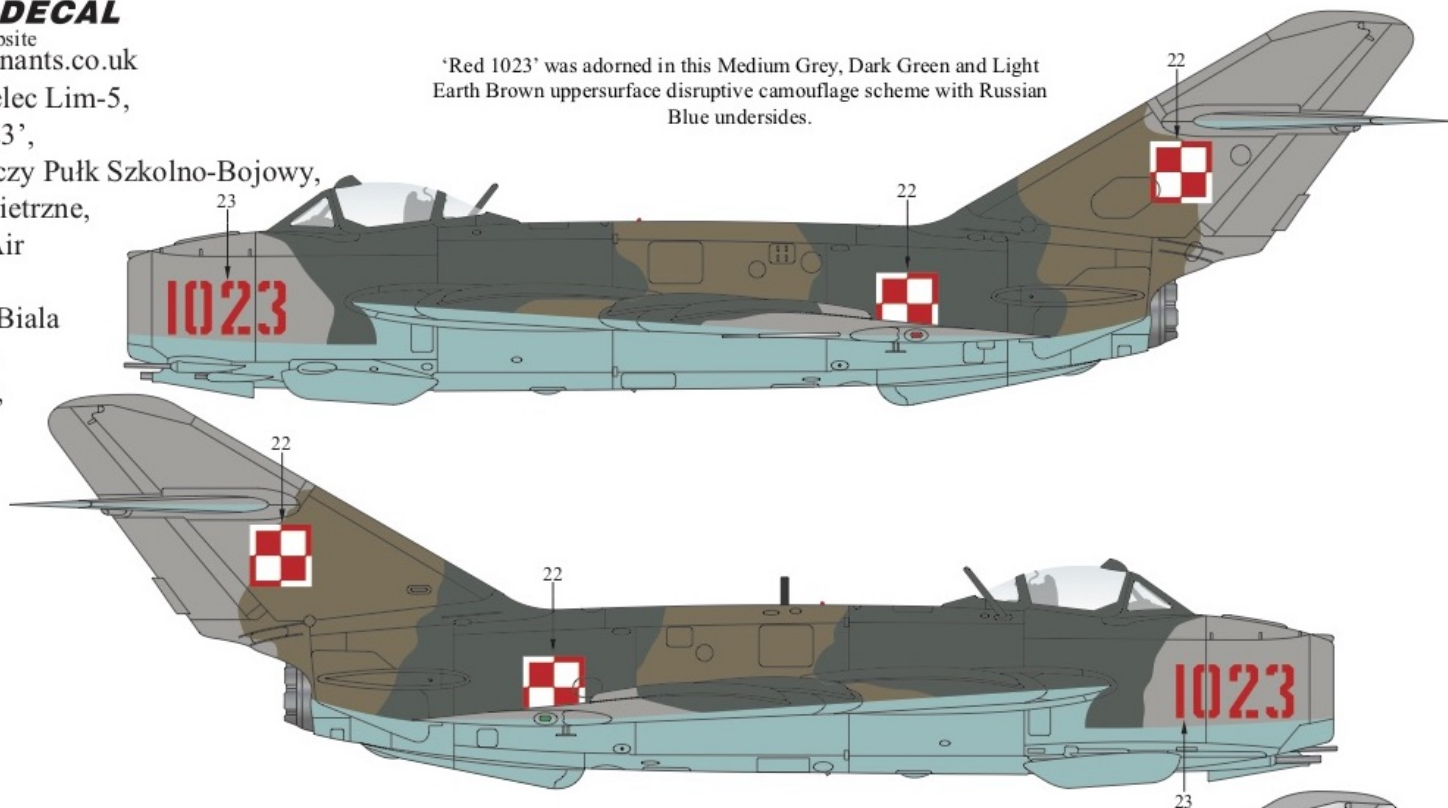 DECAL
bsite
nants.co.uk
elec Lim-5,
3’,
czy Pułk Szkolno-Bojowy,
ietrzne,
Air
Biala
,
‘Red 1023’ was adorned in this Medium Grey, Dark Green and Light
Earth Brown uppersurface disruptive camouflage scheme with Russian
Blue undersides.
22
23
22
1023
22
22
1023
23